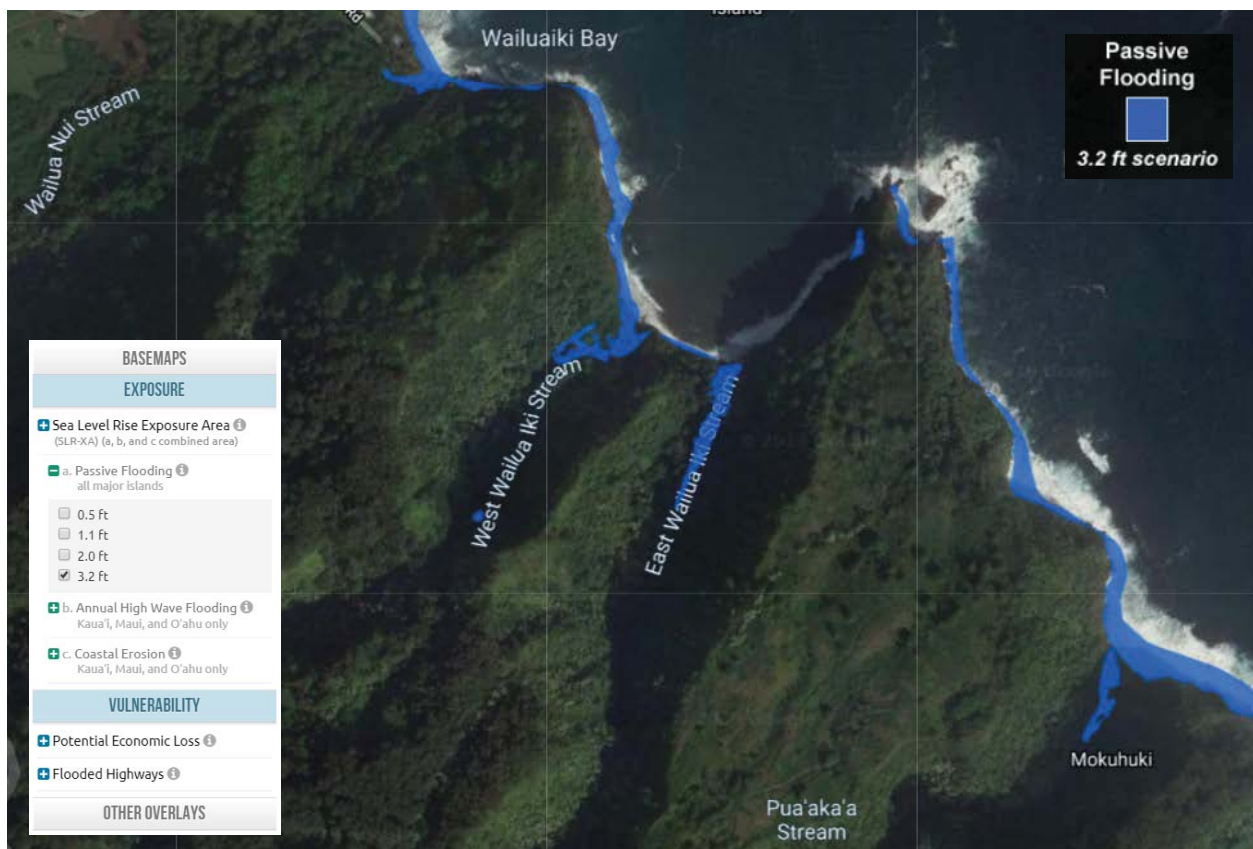 Rd
Island
Wailuaiki Bay
Passive
Flooding
3.2 ft scenario
Wailua Nui Stream
BASEMAPS
EXPOSURE
Sea Level Rise Exposure Area
(SLR-XA) (a, b, and c combined area)
a. Passive Flooding
all major islands
0.5 ft
1.1 ft
2.0 ft
3.2 ft
b. Annual High Wave Flooding
Kaua'i, Maui, and O'ahu only
c. Coastal Erosion
Kaua'i, Maui, and O'ahu only
VULNERABILITY
Potential Economic Loss
Flooded Highways
OTHER OVERLAYS
West Wailua Iki Stream
East Wailua Iki Stream
Mokuhuki
Pua'aka'a
Stream